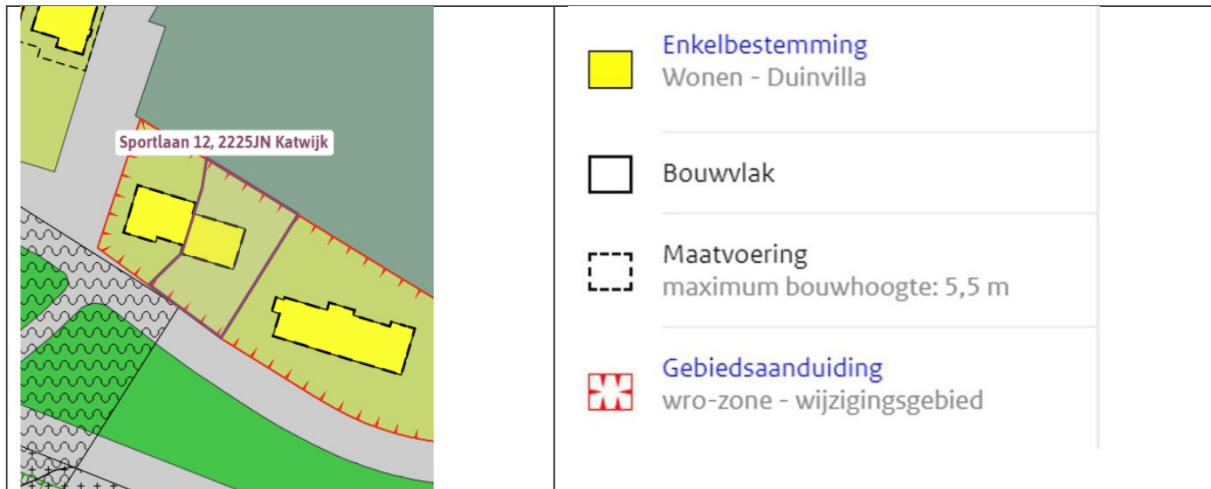 Sportlaan 12, 2225JN Katwijk
Enkelbestemming
Wonen - Duinvilla
Bouwvlak
Maatvoering
maximum bouwhoogte: 5,5 m
Gebiedsaanduiding
wro-zone - wijzigingsgebied